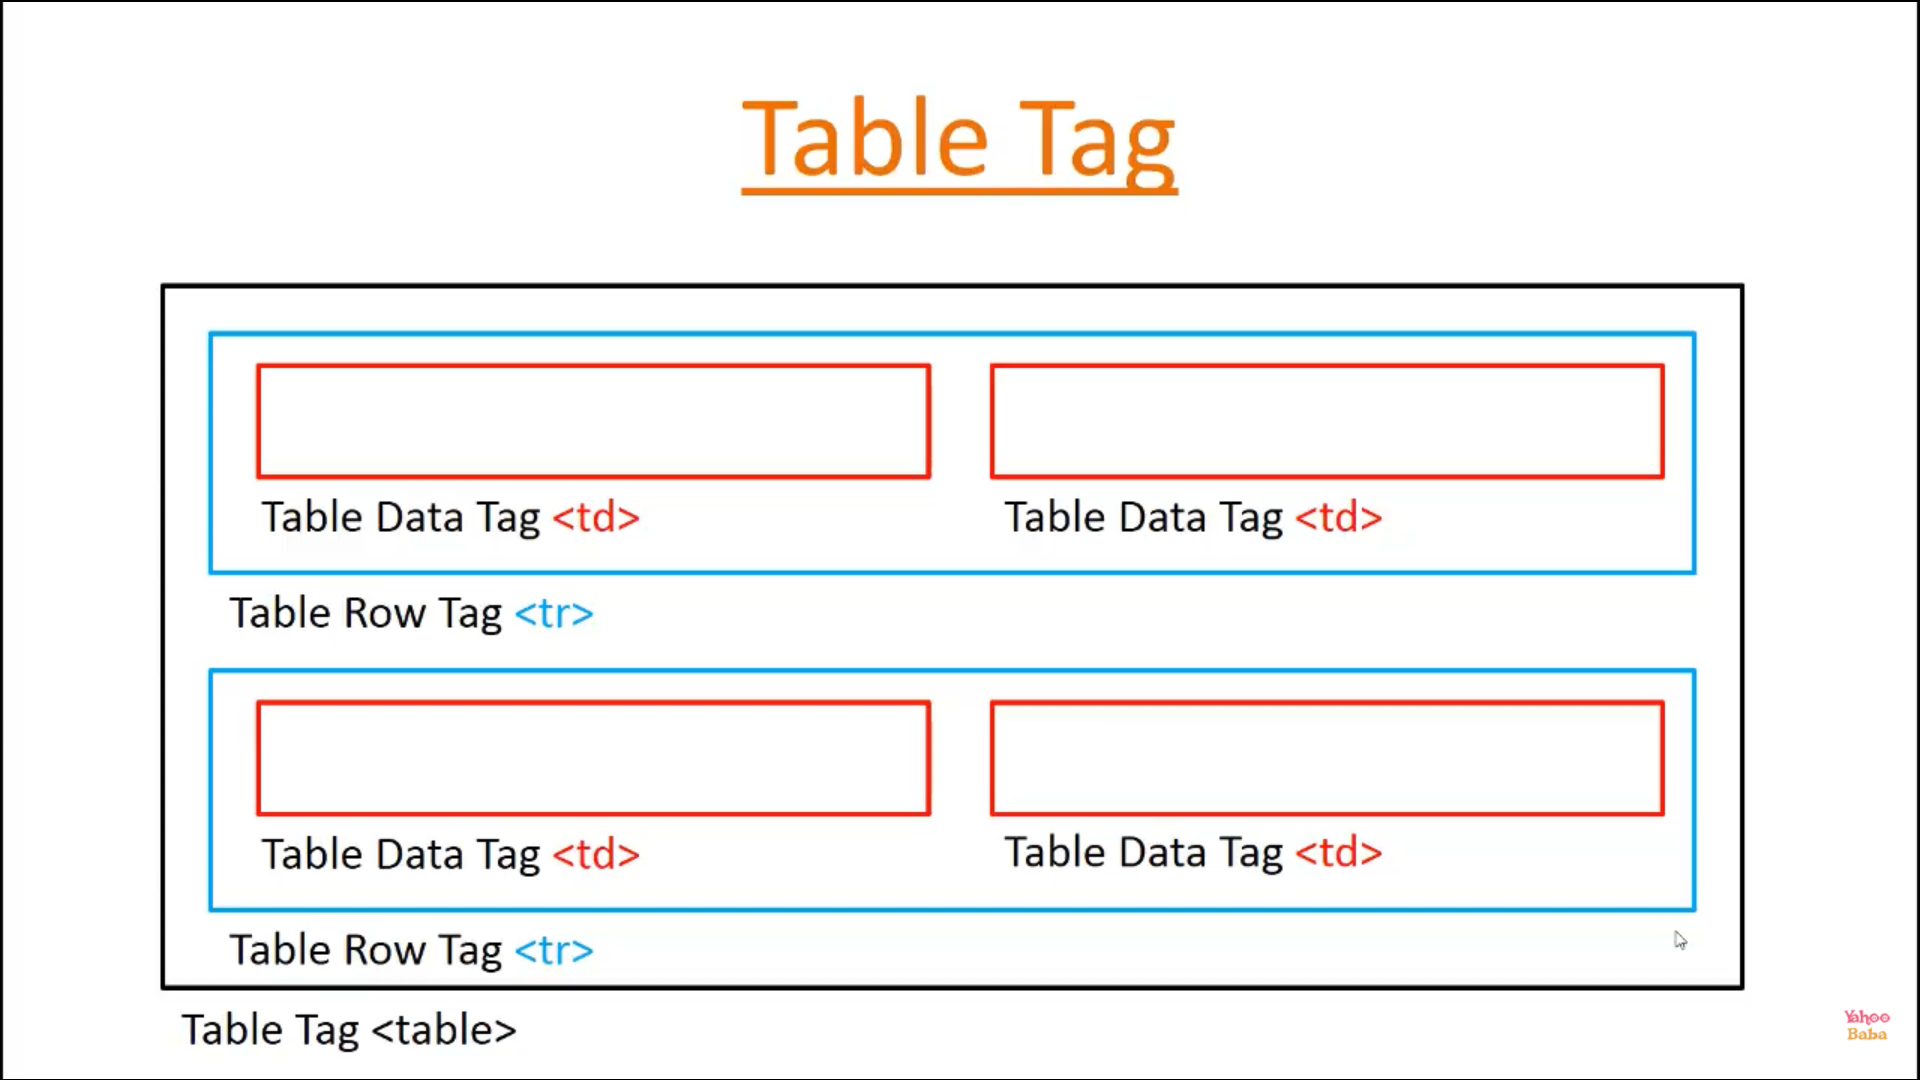 Table Tag
Table Data Tag <td>
Table Data Tag <td>
Table Row Tag <tr>
Table Data Tag <td>
Table Data Tag <td>
Table Row Tag <tr>
Table Tag <table>
Yahoo
Baba